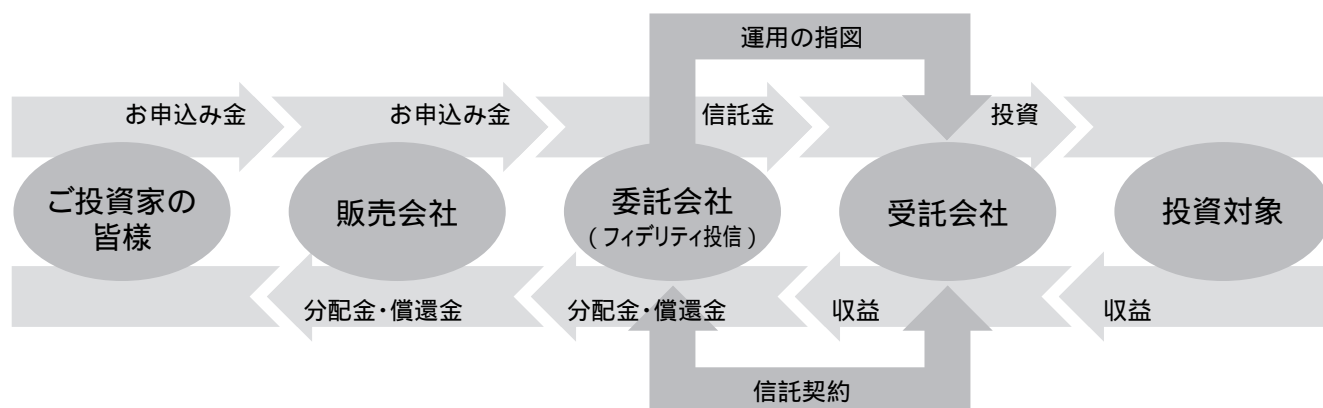 運用の指図
お申込み金
お申込み金
信託金
投資
ご投資家の
皆様
販売会社
委託会社
(フィデリティ投信)
受託会社
投資対象
分配金・償還金
分配金・償還金
収益
収益
信託契約